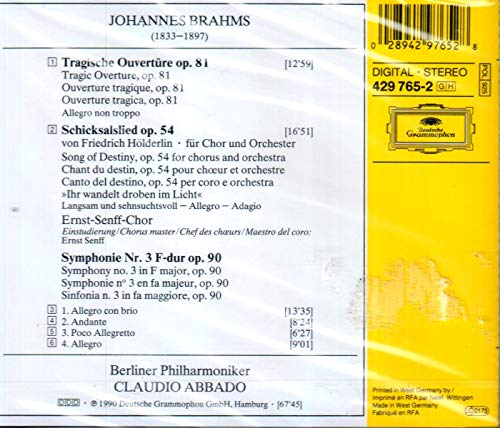 JOHANNES BRAHMS
(1833–1897)
1 Tragische Ouvertüre op. 81 [12'59]
Tragic Overture, op. 81
Ouverture tragique, op. 81
Ouvertura tragica, op. 81
Allegro non troppo
2 Schicksalslied op. 54 [16'51]
von Friedrich Hölderlin · für Chor und Orchester
Song of Destiny, op. 54 for chorus and orchestra
Chant du destin, op. 54 pour chœur et orchestre
Canto del destino, op. 54 per coro e orchestra
»Ihr wandelt droben im Licht«
Langsam und sehnsuchtsvoll – Allegro – Adagio
Ernst-Senff-Chor
Einstudierung/Chorus master/Chef des chœurs/Maestro del coro:
Ernst Senff
Symphonie Nr. 3 F-dur op. 90
Symphony no. 3 in F major, op. 90
Symphonie n° 3 en fa majeur, op. 90
Sinfonia n. 3 in fa maggiore, op. 90
3 1. Allegro con brio [13'35]
4 2. Andante [8'24]
5 3. Poco Allegretto [6'27]
6 4. Allegro [9'01]
Berliner Philharmoniker
CLAUDIO ABBADO
DDD · ℗ 1990 Deutsche Grammophon GmbH, Hamburg · [67'45]
0 28942 97652 8
DIGITAL · STEREO
429 765-2 GH
POL 925
Deutsche
Grammophon
Printed in West Germany by /
Imprimé en RFA par Neef, Wittingen
Made in West Germany
Fabriqué en RFA
LC 0173